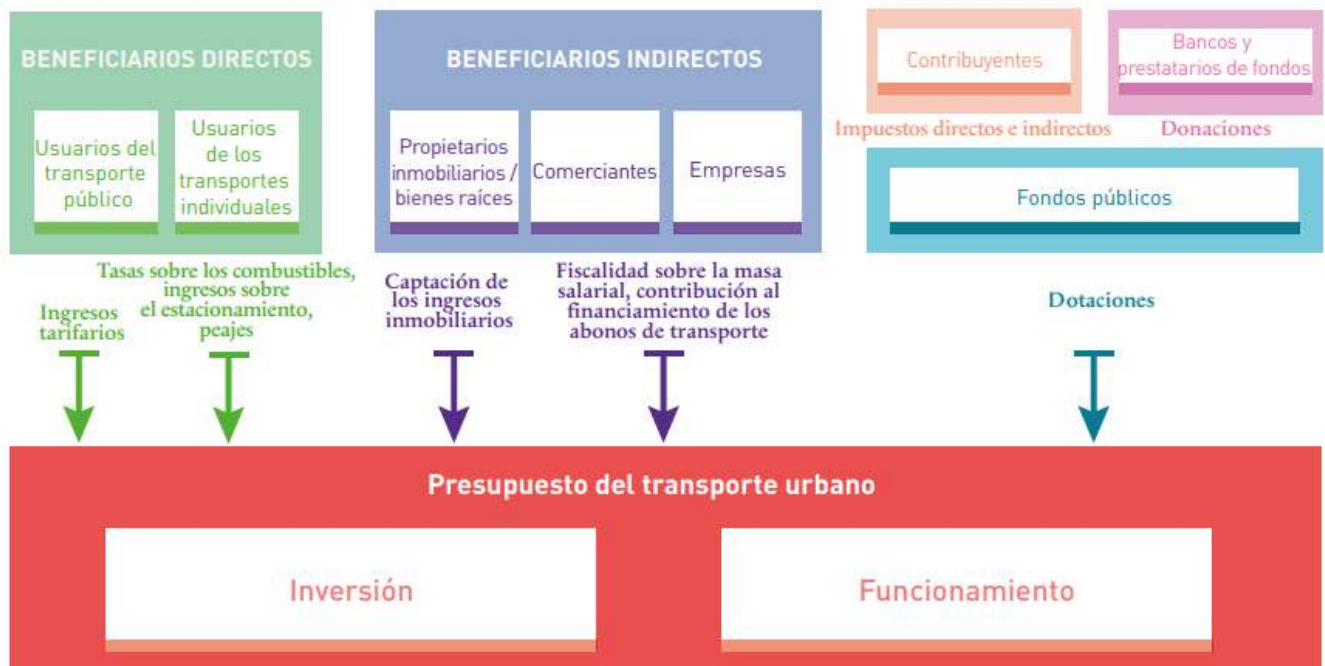 BENEFICIARIOS DIRECTOS
Usuarios del
transporte
público
Usuarios
de los
transportes
individuales
Ingresos
tarifarios
Tasas sobre los combustibles,
ingresos sobre
el estacionamiento,
peajes
BENEFICIARIOS INDIRECTOS
Propietarios
inmobiliarios /
bienes raíces
Comerciantes
Empresas
Captación de
los ingresos
inmobiliarios
Fiscalidad sobre la masa
salarial, contribución al
financiamiento de los
abonos de transporte
Contribuyentes
Impuestos directos e indirectos
Bancos y
prestatarios de fondos
Donaciones
Fondos públicos
Dotaciones
Presupuesto del transporte urbano
Inversión
Funcionamiento